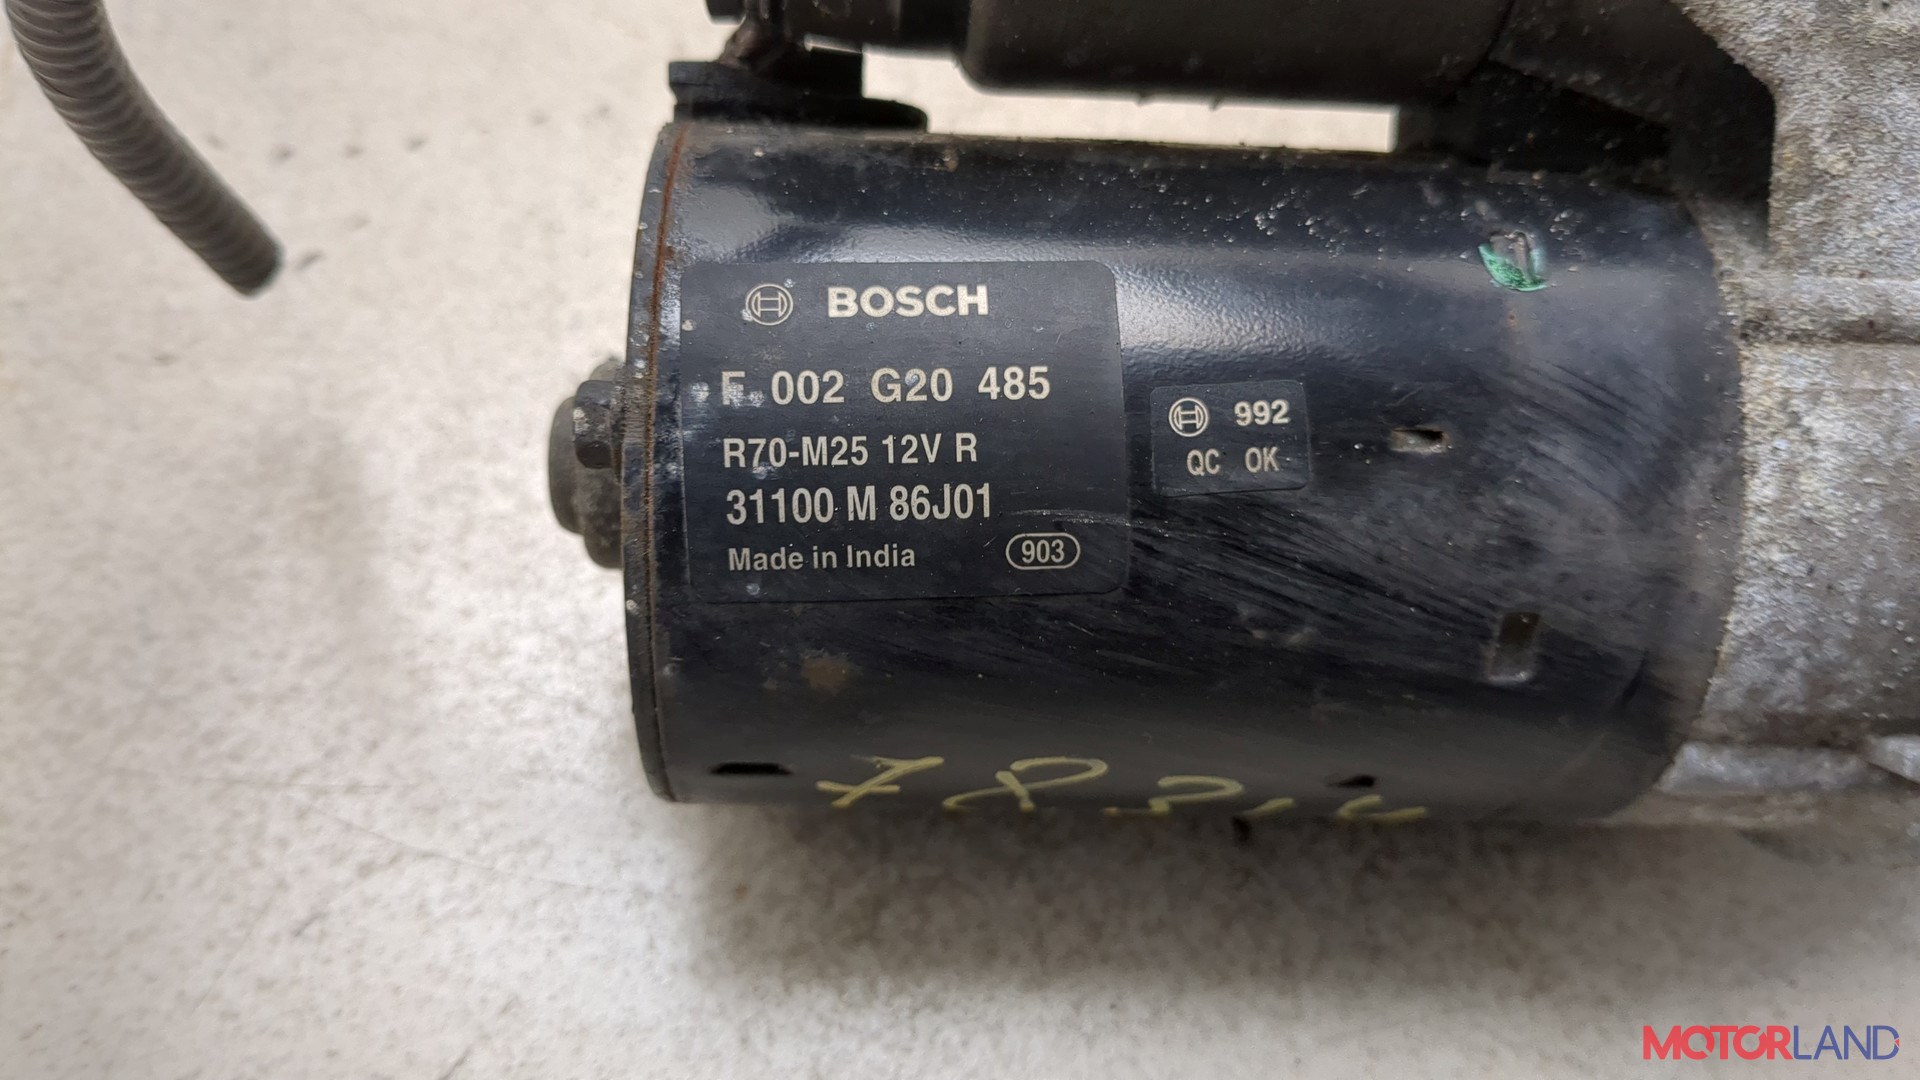 BOSCH
F 002 G20 485
R70-M25 12V R
31100 M 86J01
Made in India 903
992
QC OK
MOTORLAND